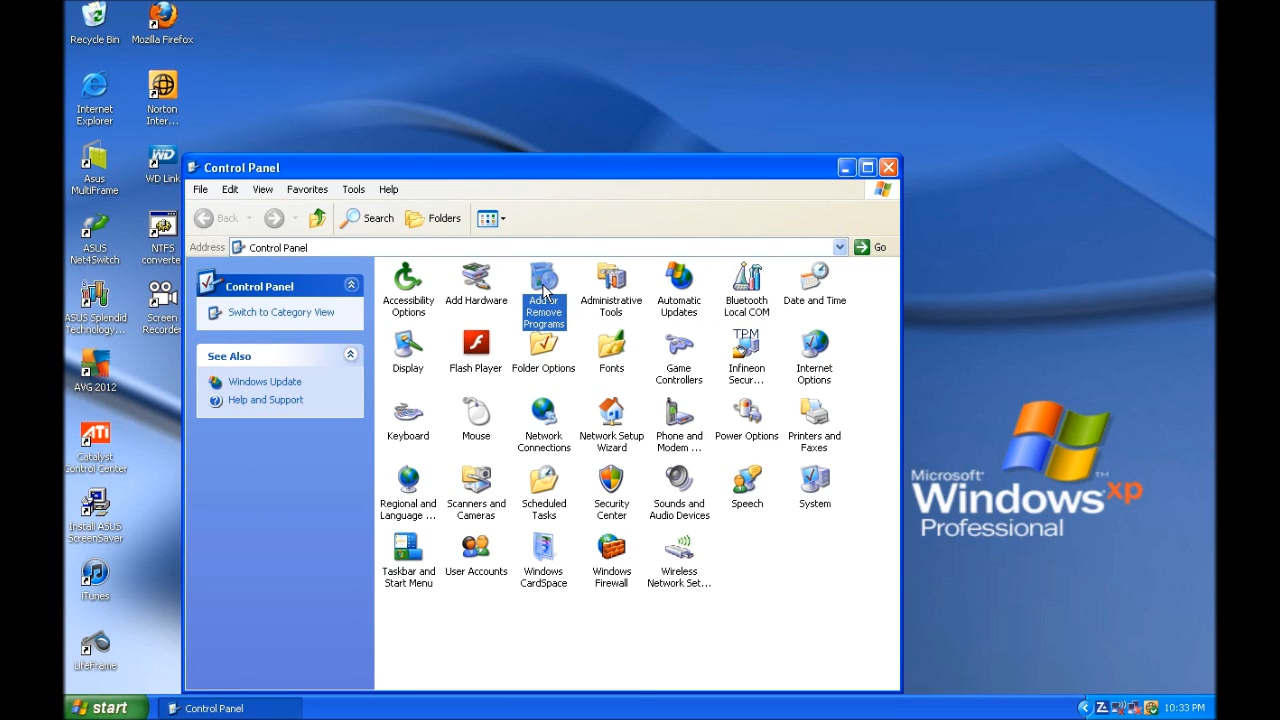 Recycle Bin
Mozilla Firefox
Internet
Explorer
Norton
Inter...
Asus
MultiFrame
WD Link
ASUS
Net4Switch
NTFS
converte
ASUS Splendid
Technology...
Screen
Recorder
AVG 2012
ATI
Catalyst
Control Center
Install ASUS
ScreenSaver
iTunes
LifeFrame
Control Panel
File Edit View Favorites Tools Help
Back Search Folders
Address Control Panel Go
Control Panel
Switch to Category View
See Also
Windows Update
Help and Support
Accessibility
Options
Add Hardware
Add or
Remove
Programs
Administrative
Tools
Automatic
Updates
Bluetooth
Local COM
Date and Time
Display
Flash Player
Folder Options
Fonts
Game
Controllers
TPM
Infineon
Secur...
Internet
Options
Keyboard
Mouse
Network
Connections
Network Setup
Wizard
Phone and
Modem ...
Power Options
Printers and
Faxes
Regional and
Language ...
Scanners and
Cameras
Scheduled
Tasks
Security
Center
Sounds and
Audio Devices
Speech
System
Taskbar and
Start Menu
User Accounts
Windows
CardSpace
Windows
Firewall
Wireless
Network Set...
Microsoft
Windows xp
TM
Professional
start
Control Panel
10:33 PM